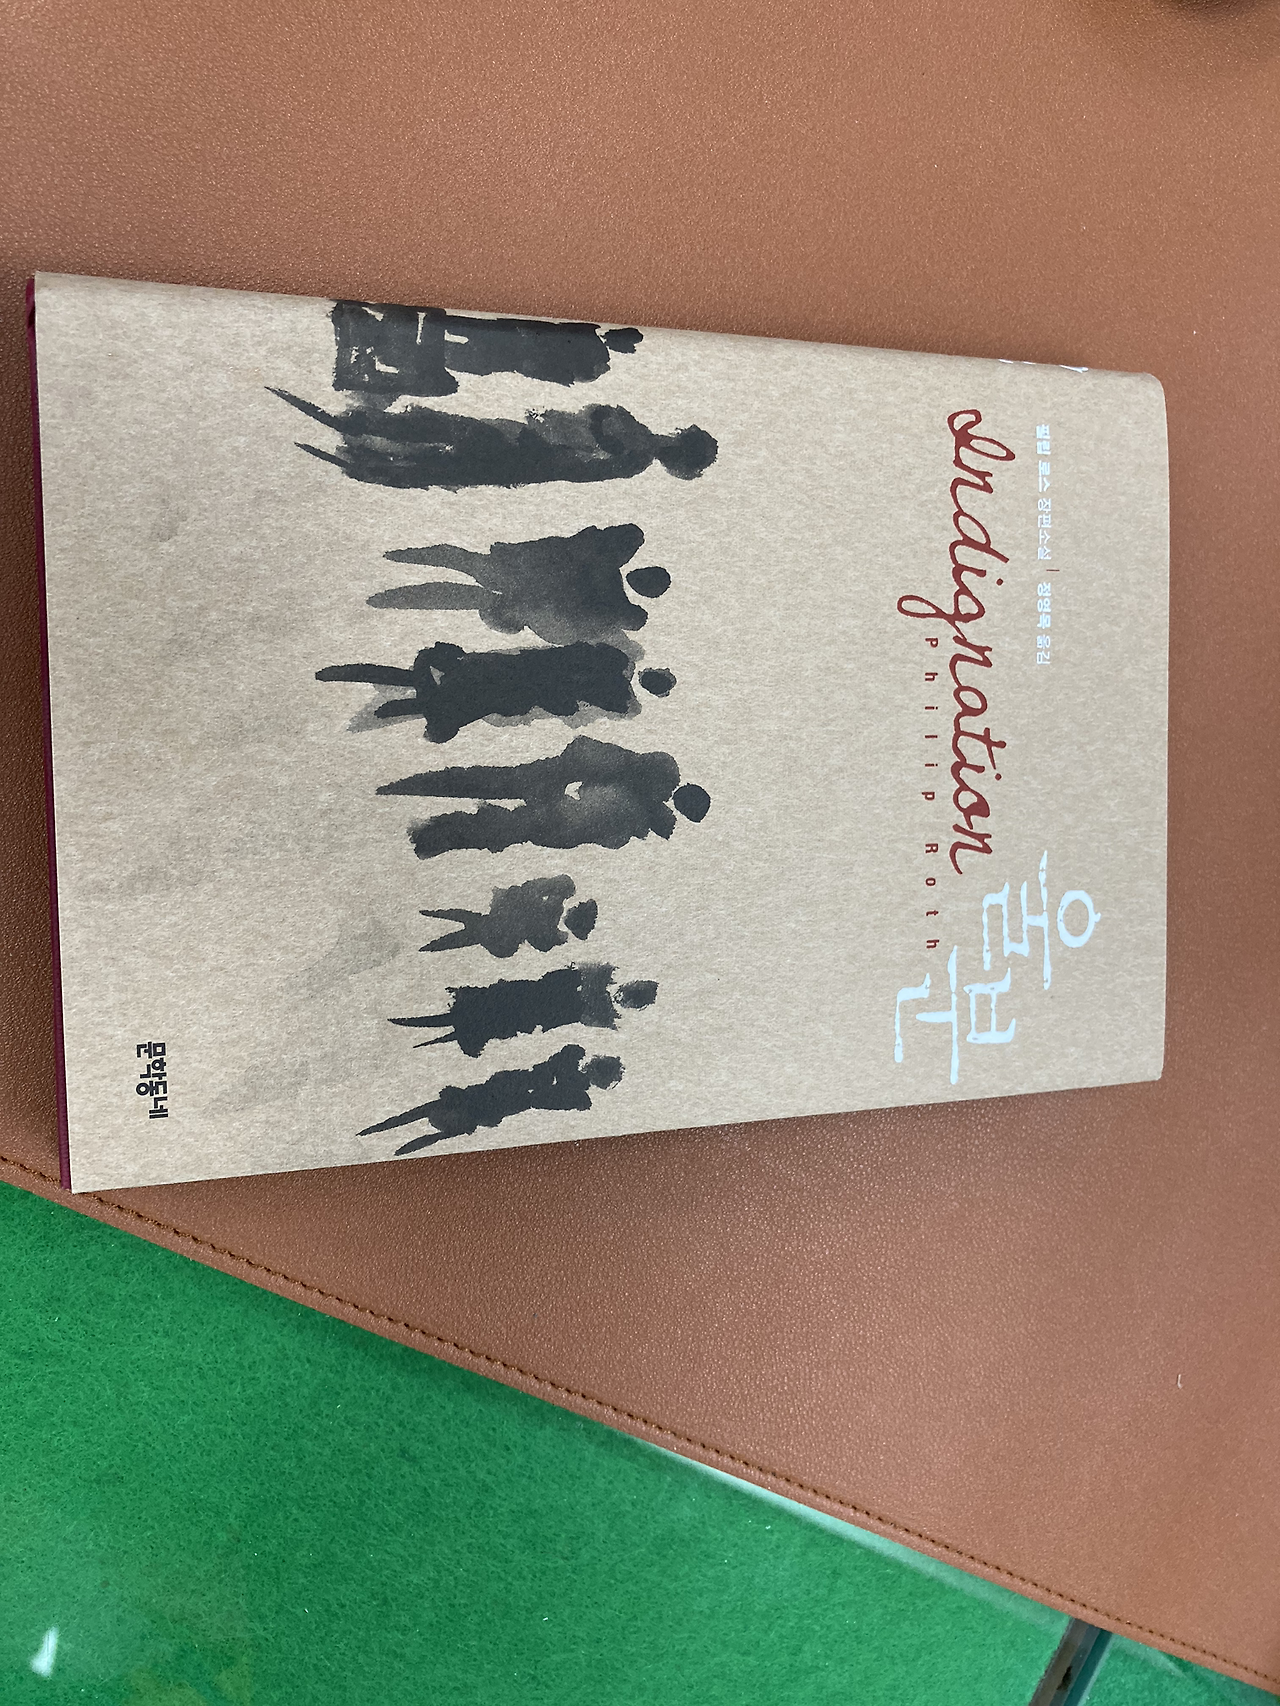 필립 로스 장편소설 | 정영목 옮김
Indignation
울분
Philip Roth
문학동네